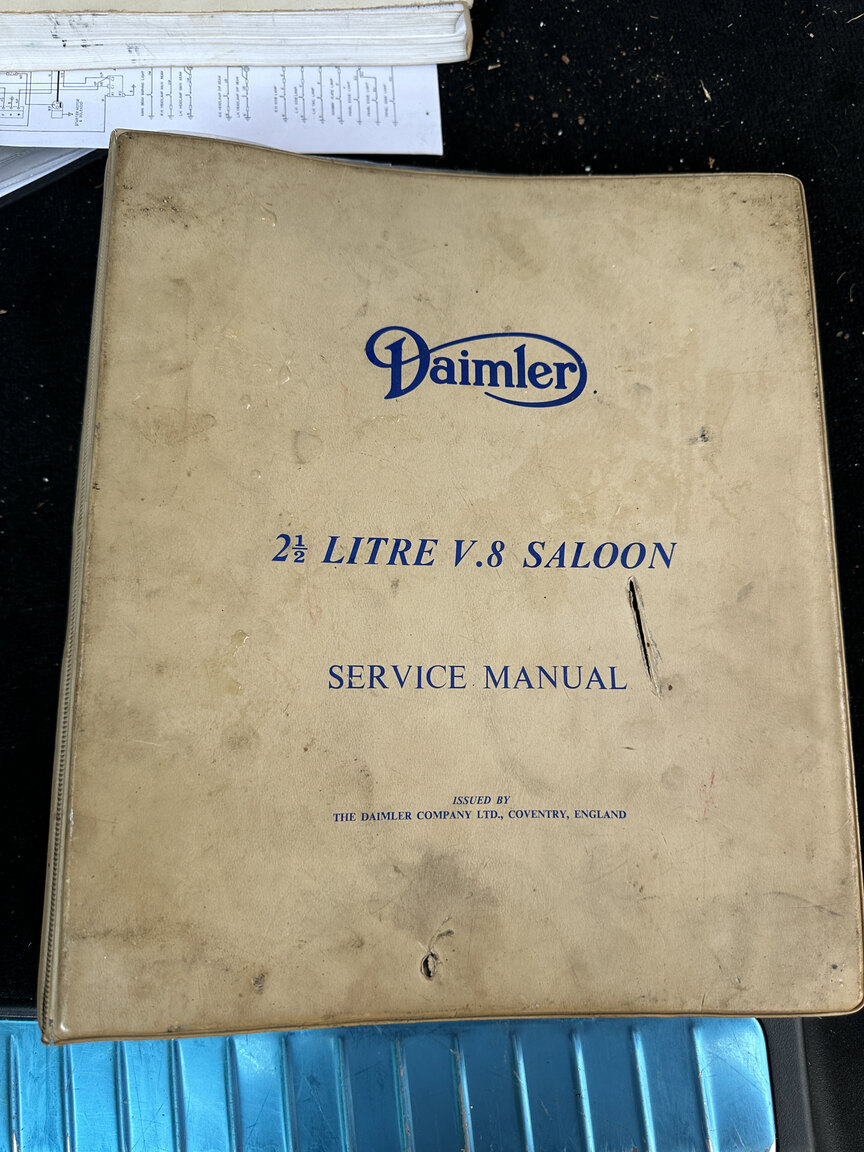 Daimler
2½ LITRE V.8 SALOON
SERVICE MANUAL
ISSUED BY
THE DAIMLER COMPANY LTD., COVENTRY, ENGLAND